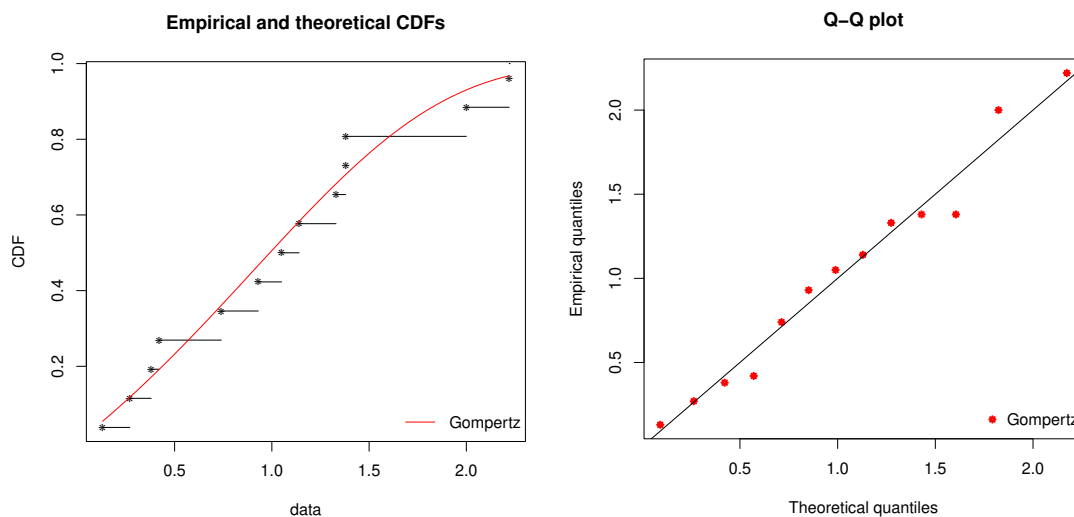 Empirical and theoretical CDFs
CDF
1.0
0.8
0.6
0.4
0.2
Gompertz
0.5 1.0 1.5 2.0
data
Q−Q plot
Empirical quantiles
2.0
1.5
1.0
0.5
Gompertz
0.5 1.0 1.5 2.0
Theoretical quantiles